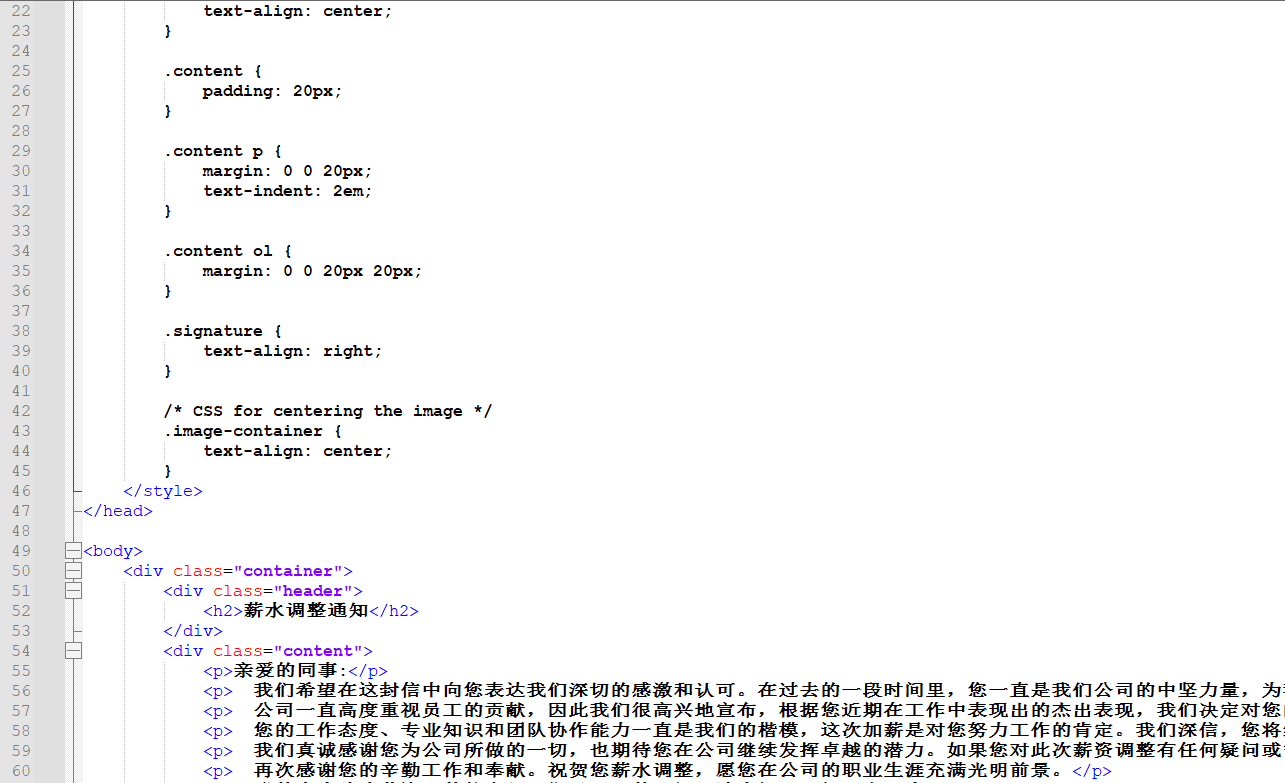 22 text-align: center;
23 }
24
25 .content {
26 padding: 20px;
27 }
28
29 .content p {
30 margin: 0 0 20px;
31 text-indent: 2em;
32 }
33
34 .content ol {
35 margin: 0 0 20px 20px;
36 }
37
38 .signature {
39 text-align: right;
40 }
41
42 /* CSS for centering the image */
43 .image-container {
44 text-align: center;
45 }
46 </style>
47 </head>
48
49 <body>
50 <div class="container">
51 <div class="header">
52 <h2>薪水调整通知</h2>
53 </div>
54 <div class="content">
55 <p>亲爱的同事:</p>
56 <p> 我们希望在这封信中向您表达我们深切的感激和认可。在过去的一段时间里，您一直是我们公司的中坚力量，为
57 <p> 公司一直高度重视员工的贡献，因此我们很高兴地宣布，根据您近期在工作中表现出的杰出表现，我们决定对您
58 <p> 您的工作态度、专业知识和团队协作能力一直是我们的楷模，这次加薪是对您努力工作的肯定。我们深信，您将
59 <p> 我们真诚感谢您为公司所做的一切，也期待您在公司继续发挥卓越的潜力。如果您对此次薪资调整有任何疑问或
60 <p> 再次感谢您的辛勤工作和奉献。祝贺您薪水调整，愿您在公司的职业生涯充满光明前景。</p>